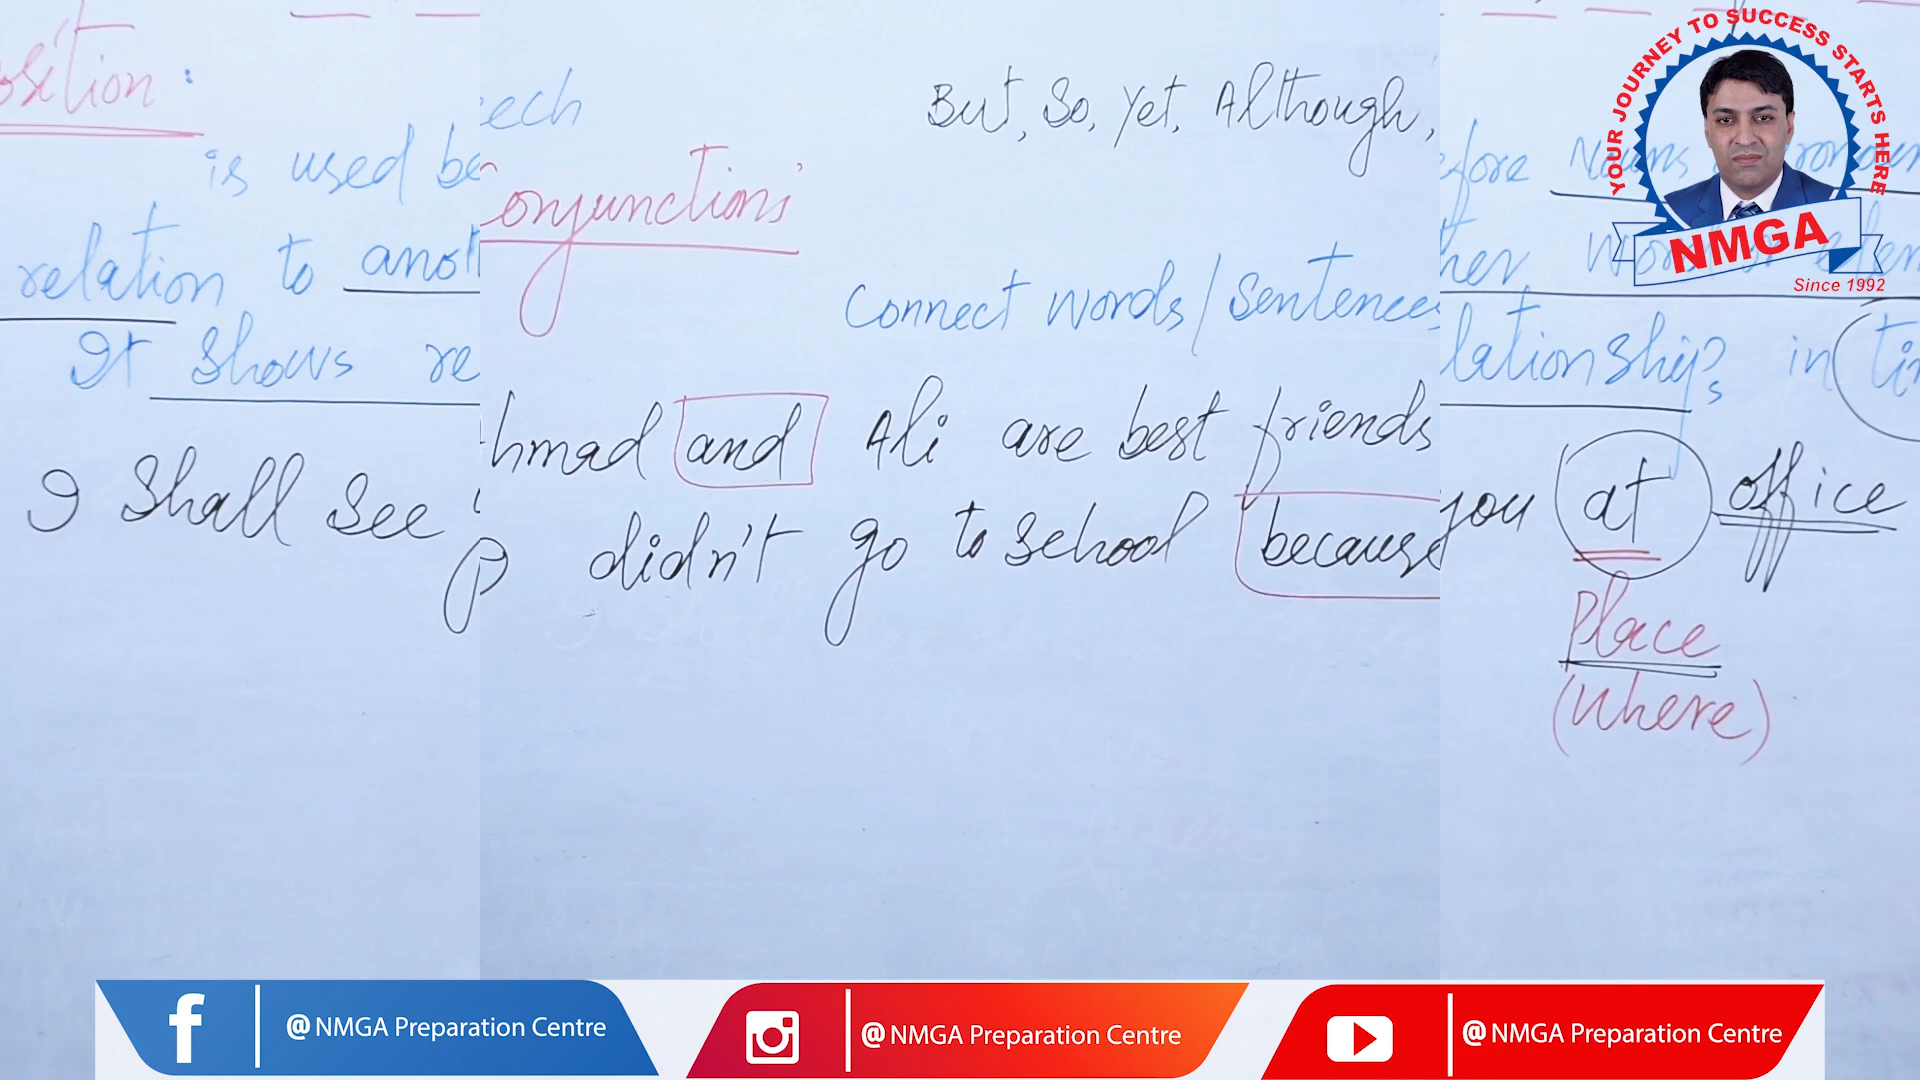 osition :
is used be
relation to anoth
It shows re
I shall see
eech
But, So, Yet, Although,
onjunctions
Connect words / Sentences
hmad and Ali are best friends
didn't go to School because
efore Nouns
her
lationships in
you at office
Place
(where)
YOUR JOURNEY TO SUCCESS STARTS HERE
NMGA
Since 1992
@NMGA Preparation Centre
@NMGA Preparation Centre
@NMGA Preparation Centre